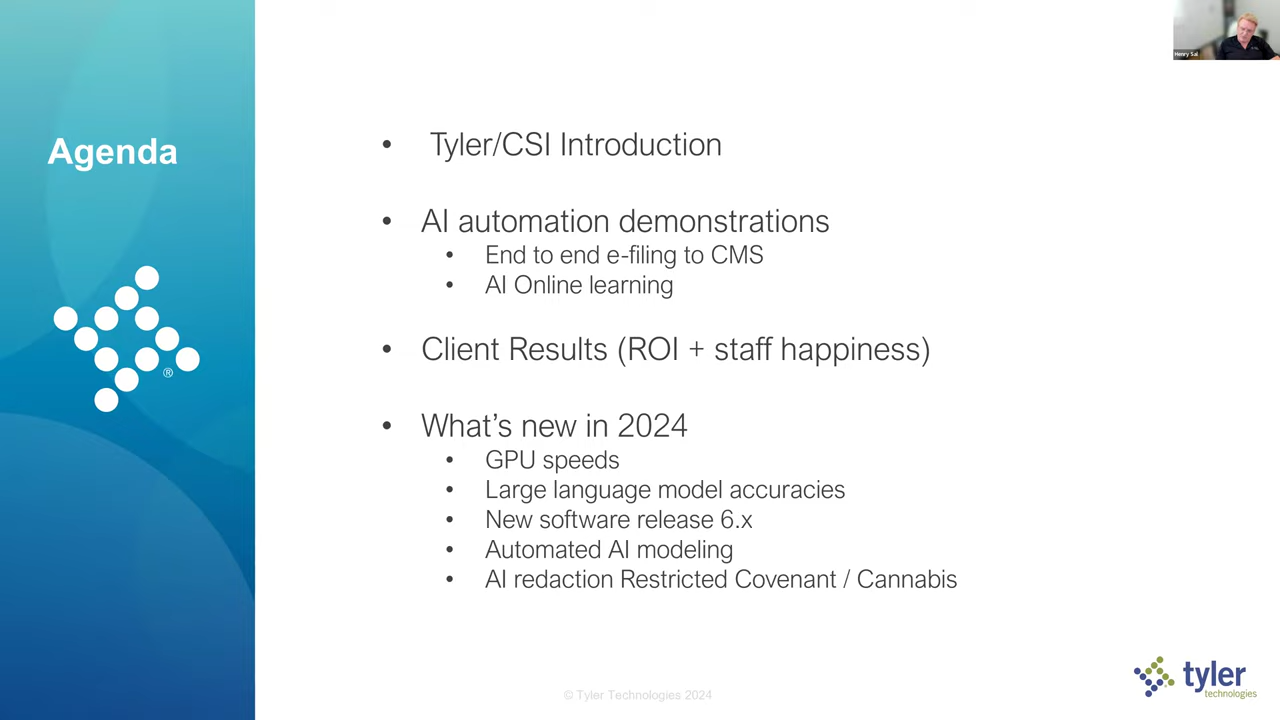 Henry Sal
Agenda
• Tyler/CSI Introduction
• AI automation demonstrations
• End to end e-filing to CMS
• AI Online learning
• Client Results (ROI + staff happiness)
• What’s new in 2024
• GPU speeds
• Large language model accuracies
• New software release 6.x
• Automated AI modeling
• AI redaction Restricted Covenant / Cannabis
®
© Tyler Technologies 2024
tyler
technologies